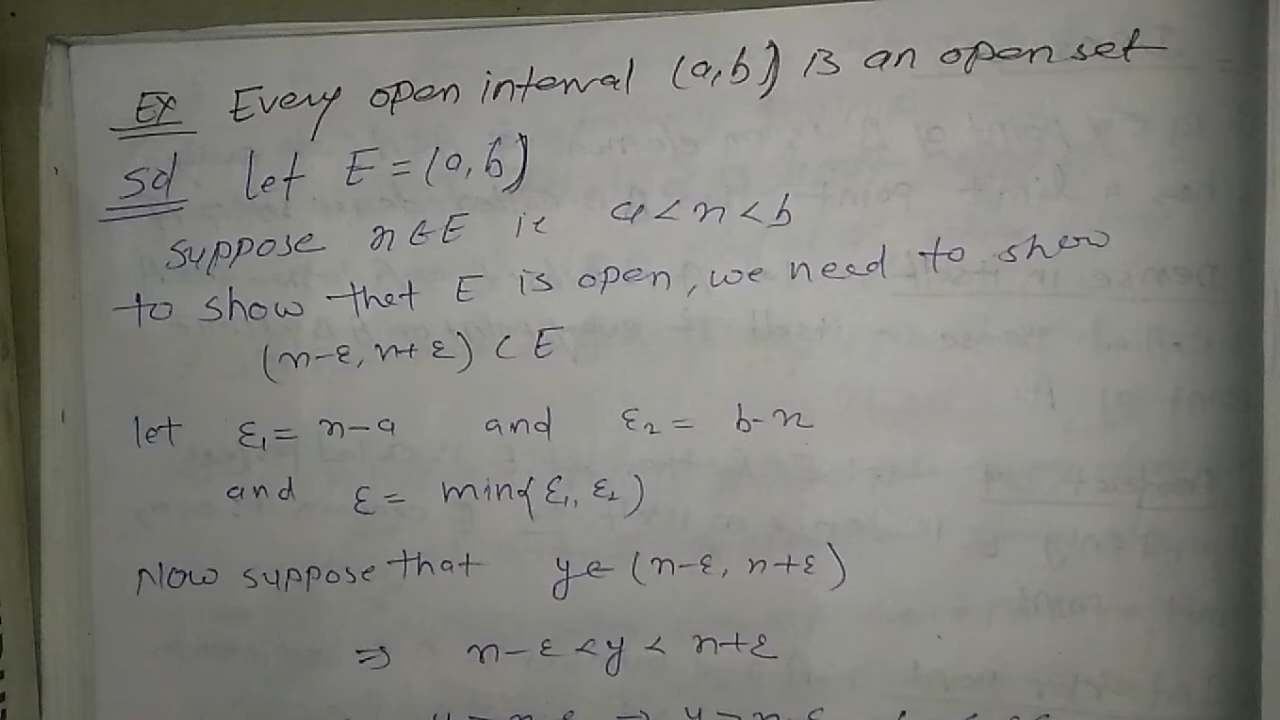 Ex Every open interval (a,b) is an open set
Sol let E = (a,b)
suppose x ∈ E ie a < x < b
to show that E is open, we need to show
(x-ε, x+ε) ⊂ E
let ε₁ = x-a and ε₂ = b-x
and ε = min{ε₁, ε₂)
Now suppose that y ∈ (x-ε, x+ε)
⇒ x-ε < y < x+ε